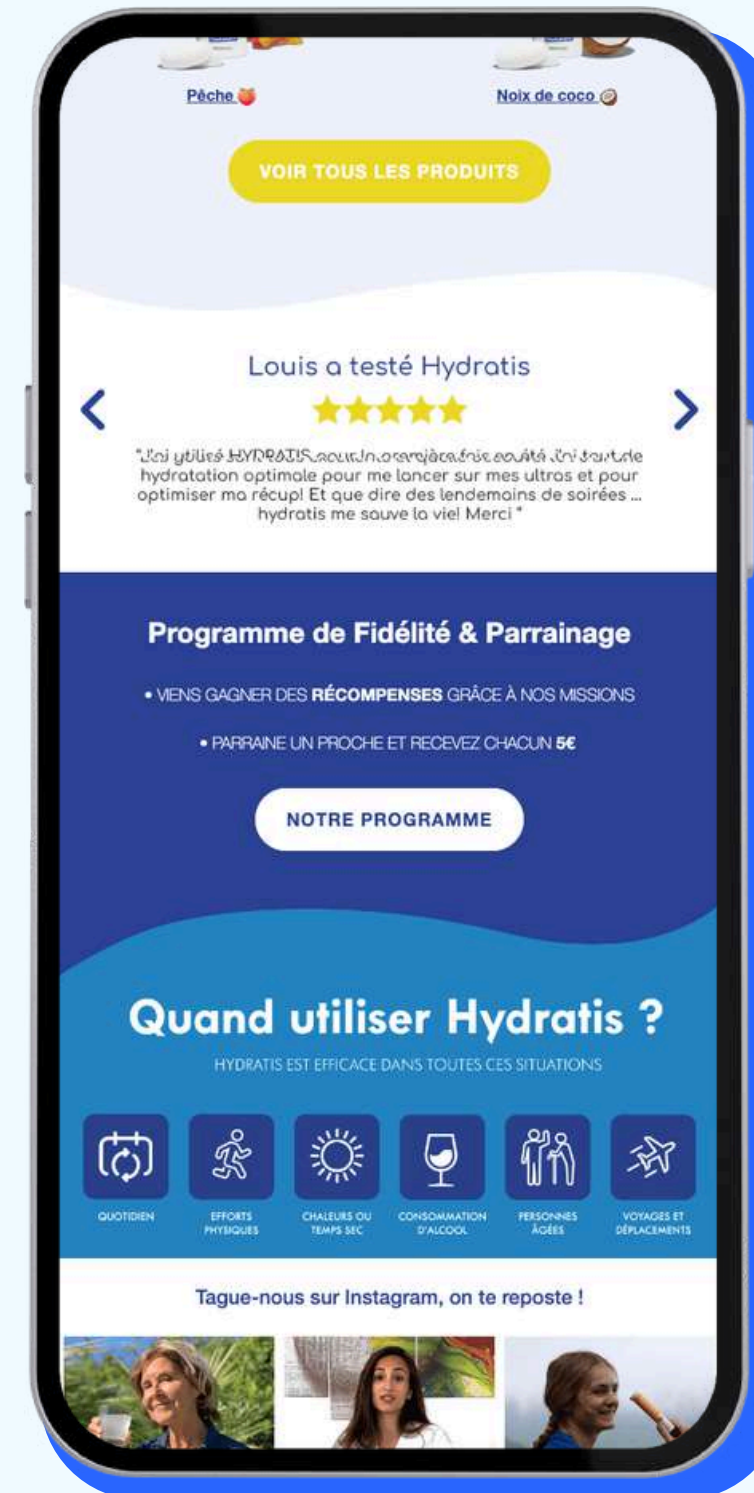 Pêche
Noix de coco
VOIR TOUS LES PRODUITS
Louis a testé Hydratis
"J'ai utilisé HYDRATIS
hydratation optimale pour me lancer sur mes ultras et pour
optimiser ma récup! Et que dire des lendemains de soirées ...
hydratis me sauve la vie! Merci "
Programme de Fidélité & Parrainage
• VIENS GAGNER DES RÉCOMPENSES GRÂCE À NOS MISSIONS
• PARRAINE UN PROCHE ET RECEVEZ CHACUN 5€
NOTRE PROGRAMME
Quand utiliser Hydratis ?
HYDRATIS EST EFFICACE DANS TOUTES CES SITUATIONS
QUOTIDIEN
EFFORTS
PHYSIQUES
CHALEURS OU
TEMPS SEC
CONSOMMATION
D'ALCOOL
PERSONNES
ÂGÉES
VOYAGES ET
DÉPLACEMENTS
Tague-nous sur Instagram, on te reposte !